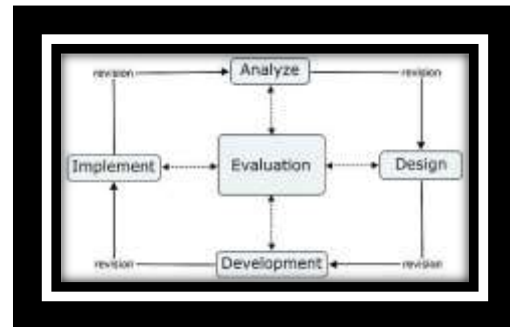 revision Analyze revision
Implement Evaluation Design
revision Development revision